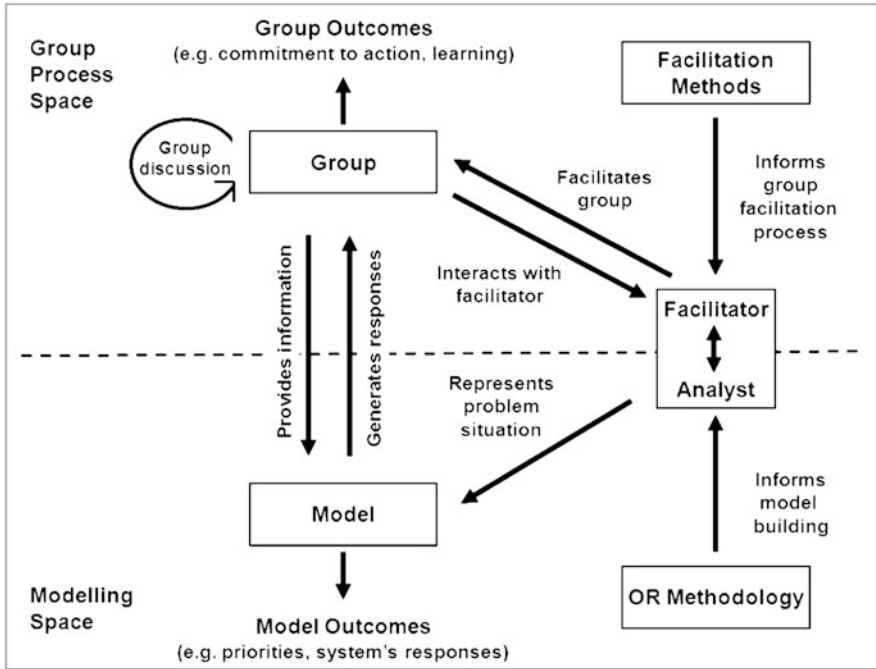 Group
Process
Space
Group Outcomes
(e.g. commitment to action, learning)
Facilitation
Methods
Group
discussion
Group
Facilitates
group
Informs
group
facilitation
process
Interacts with
facilitator
Facilitator
Analyst
Provides information
Generates responses
Represents
problem
situation
Model
Informs
model
building
Modelling
Space
OR Methodology
Model Outcomes
(e.g. priorities, system's responses)